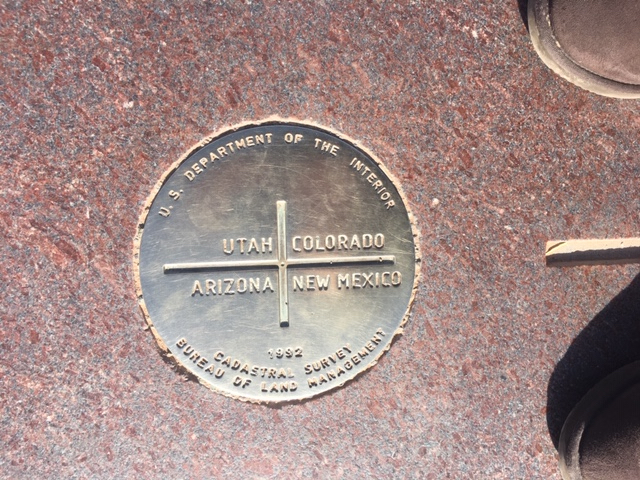 U.S. DEPARTMENT OF THE INTERIOR
UTAH COLORADO
ARIZONA NEW MEXICO
1992
CADASTRAL SURVEY
BUREAU OF LAND MANAGEMENT